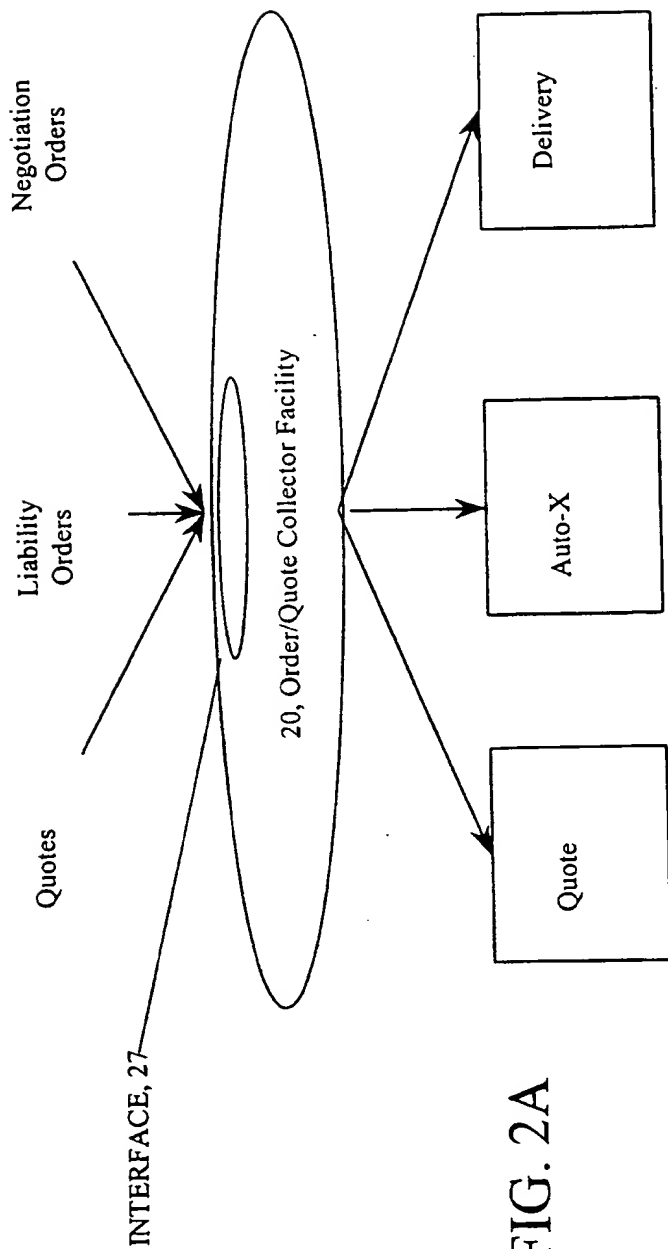 Quotes
Liability
Orders
Negotiation
Orders
INTERFACE, 27
20, Order/Quote Collector Facility
Quote
Auto-X
Delivery
FIG. 2A